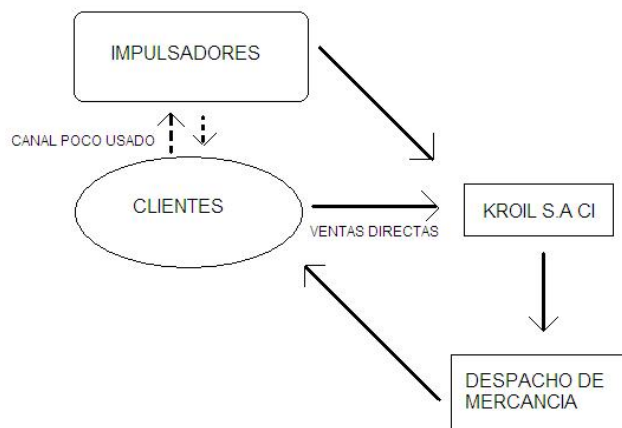 IMPULSADORES
CANAL POCO USADO
CLIENTES
VENTAS DIRECTAS
KROIL S.A CI
DESPACHO DE
MERCANCIA